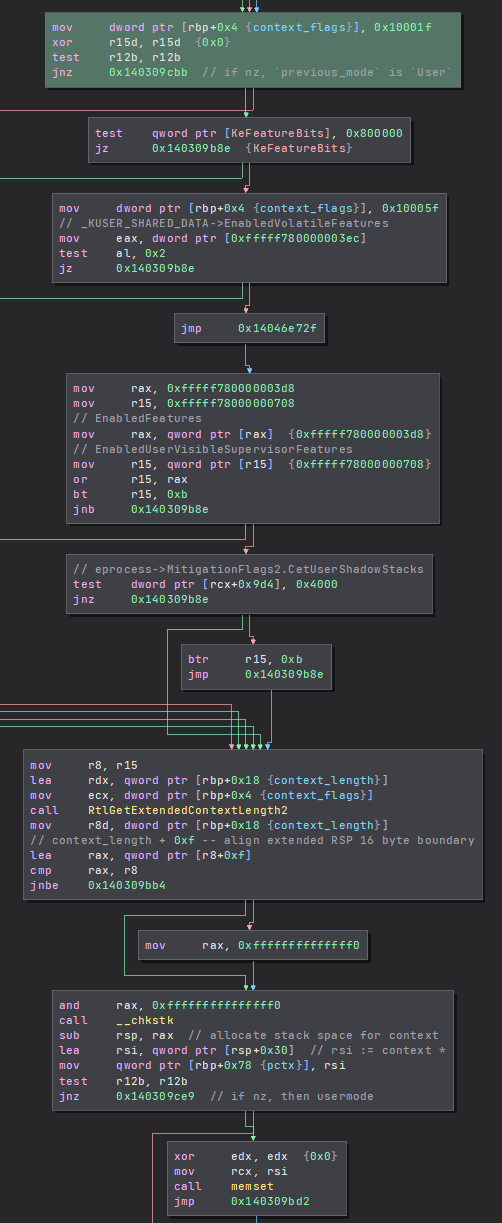 mov     dword ptr [rbp+0x4 {context_flags}], 0x10001f
xor     r15d, r15d  {0x0}
test    r12b, r12b
jnz     0x140309cbb  // if nz, `previous_mode` is `User`
test    qword ptr [KeFeatureBits], 0x800000
jz      0x140309b8e  {KeFeatureBits}
mov     dword ptr [rbp+0x4 {context_flags}], 0x10005f
// _KUSER_SHARED_DATA->EnabledVolatileFeatures
mov     eax, dword ptr [0xfffff780000003ec]
test    al, 0x2
jz      0x140309b8e
jmp     0x14046e72f
mov     rax, 0xfffff780000003d8
mov     r15, 0xfffff78000000708
// EnabledFeatures
mov     rax, qword ptr [rax]  {0xfffff780000003d8}
// EnabledUserVisibleSupervisorFeatures
mov     r15, qword ptr [r15]  {0xfffff78000000708}
or      r15, rax
bt      r15, 0xb
jnb     0x140309b8e
// eprocess->MitigationFlags2.CetUserShadowStacks
test    dword ptr [rcx+0x9d4], 0x4000
jnz     0x140309b8e
btr     r15, 0xb
jmp     0x140309b8e
mov     r8, r15
lea     rdx, qword ptr [rbp+0x18 {context_length}]
mov     ecx, dword ptr [rbp+0x4 {context_flags}]
call    RtlGetExtendedContextLength2
mov     r8d, dword ptr [rbp+0x18 {context_length}]
// context_length + 0xf -- align extended RSP 16 byte boundary
lea     rax, qword ptr [r8+0xf]
cmp     rax, r8
jnbe    0x140309bb4
mov     rax, 0xffffffffffffff0
and     rax, 0xfffffffffffffff0
call    __chkstk
sub     rsp, rax  // allocate stack space for context
lea     rsi, qword ptr [rsp+0x30]  // rsi := context *
mov     qword ptr [rbp+0x78 {pctx}], rsi
test    r12b, r12b
jnz     0x140309ce9  // if nz, then usermode
xor     edx, edx  {0x0}
mov     rcx, rsi
call    memset
jmp     0x140309bd2